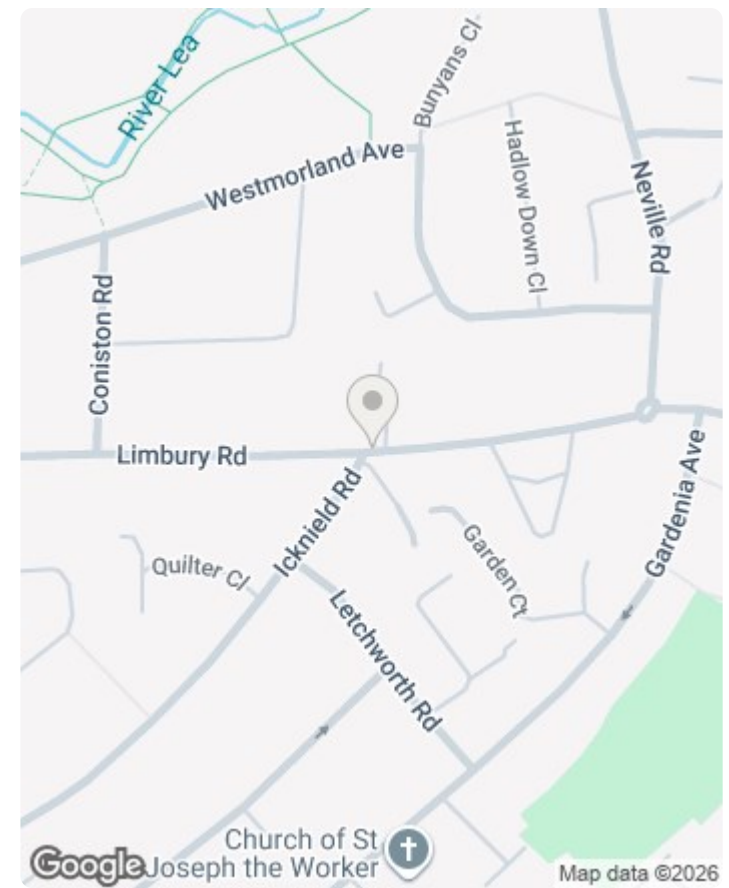 River Lea
Bunyans Cl
Westmorland Ave
Hadlow Down Cl
Neville Rd
Coniston Rd
Limbury Rd
Icknield Rd
Gardenia Ave
Quilter Cl
Garden Ct
Letchworth Rd
Church of St
Joseph the Worker
Google
Map data ©2026